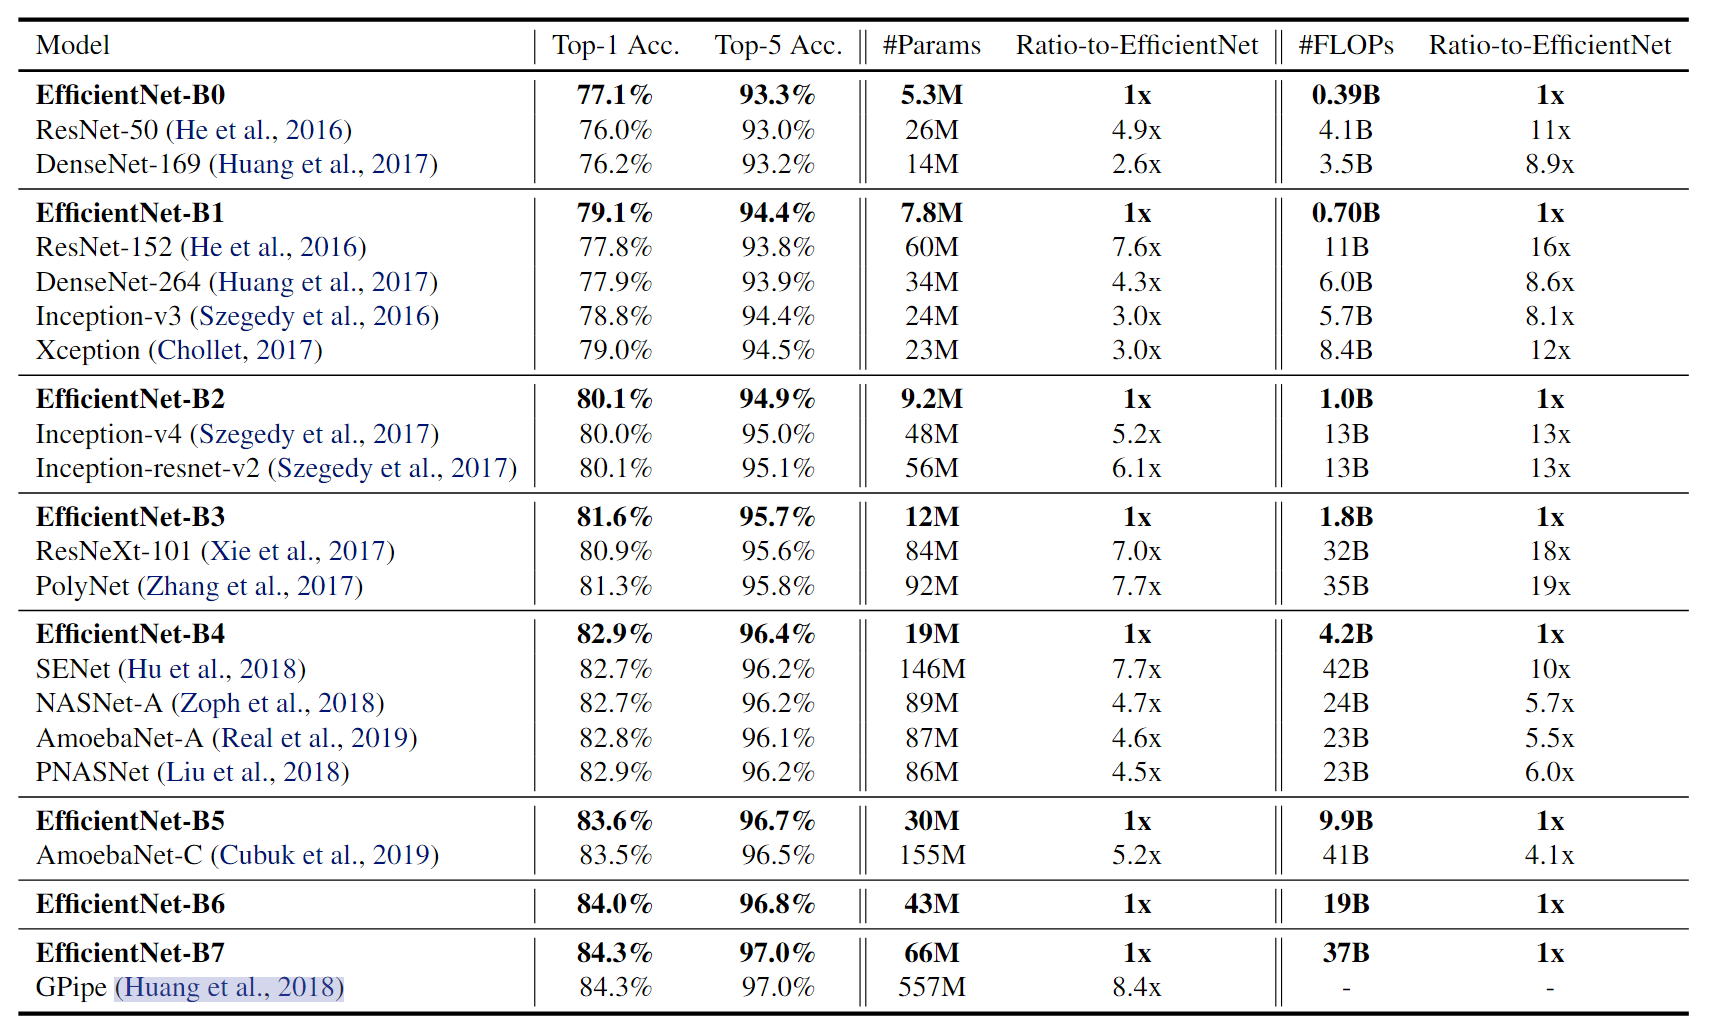 Model Top-1 Acc. Top-5 Acc. #Params Ratio-to-EfficientNet #FLOPs Ratio-to-EfficientNet
EfficientNet-B0 77.1% 93.3% 5.3M 1x 0.39B 1x
ResNet-50 (He et al., 2016) 76.0% 93.0% 26M 4.9x 4.1B 11x
DenseNet-169 (Huang et al., 2017) 76.2% 93.2% 14M 2.6x 3.5B 8.9x
EfficientNet-B1 79.1% 94.4% 7.8M 1x 0.70B 1x
ResNet-152 (He et al., 2016) 77.8% 93.8% 60M 7.6x 11B 16x
DenseNet-264 (Huang et al., 2017) 77.9% 93.9% 34M 4.3x 6.0B 8.6x
Inception-v3 (Szegedy et al., 2016) 78.8% 94.4% 24M 3.0x 5.7B 8.1x
Xception (Chollet, 2017) 79.0% 94.5% 23M 3.0x 8.4B 12x
EfficientNet-B2 80.1% 94.9% 9.2M 1x 1.0B 1x
Inception-v4 (Szegedy et al., 2017) 80.0% 95.0% 48M 5.2x 13B 13x
Inception-resnet-v2 (Szegedy et al., 2017) 80.1% 95.1% 56M 6.1x 13B 13x
EfficientNet-B3 81.6% 95.7% 12M 1x 1.8B 1x
ResNeXt-101 (Xie et al., 2017) 80.9% 95.6% 84M 7.0x 32B 18x
PolyNet (Zhang et al., 2017) 81.3% 95.8% 92M 7.7x 35B 19x
EfficientNet-B4 82.9% 96.4% 19M 1x 4.2B 1x
SENet (Hu et al., 2018) 82.7% 96.2% 146M 7.7x 42B 10x
NASNet-A (Zoph et al., 2018) 82.7% 96.2% 89M 4.7x 24B 5.7x
AmoebaNet-A (Real et al., 2019) 82.8% 96.1% 87M 4.6x 23B 5.5x
PNASNet (Liu et al., 2018) 82.9% 96.2% 86M 4.5x 23B 6.0x
EfficientNet-B5 83.6% 96.7% 30M 1x 9.9B 1x
AmoebaNet-C (Cubuk et al., 2019) 83.5% 96.5% 155M 5.2x 41B 4.1x
EfficientNet-B6 84.0% 96.8% 43M 1x 19B 1x
EfficientNet-B7 84.3% 97.0% 66M 1x 37B 1x
GPipe (Huang et al., 2018) 84.3% 97.0% 557M 8.4x - -